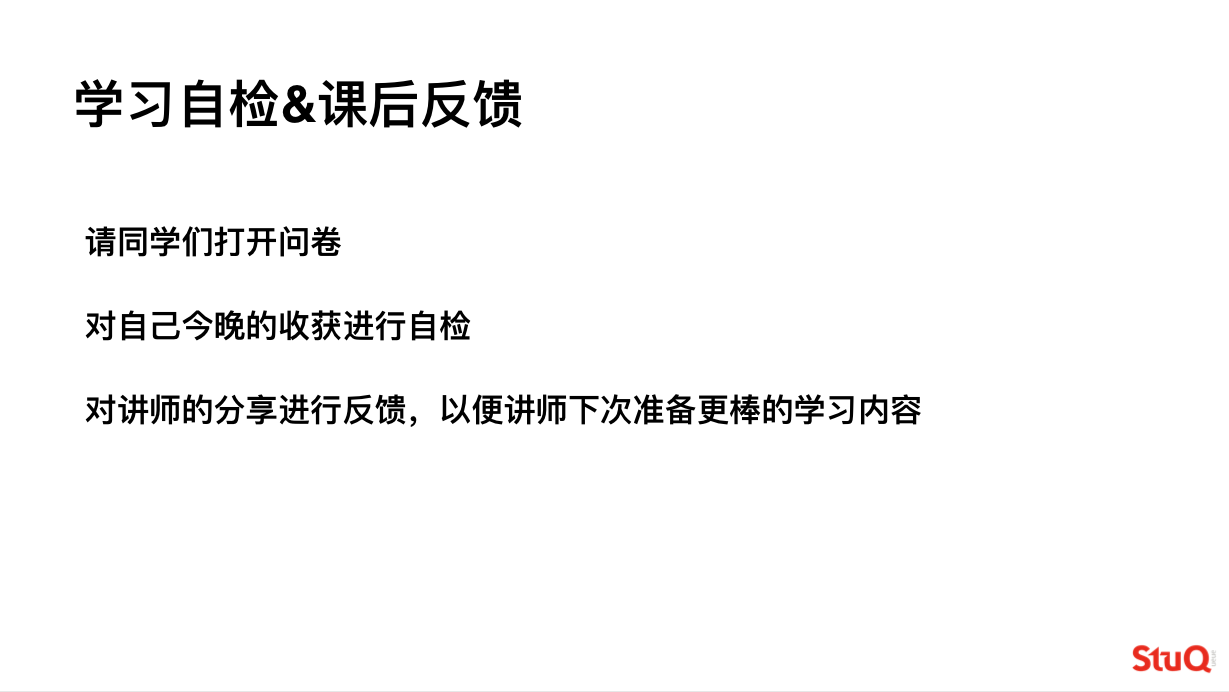 学习自检&课后反馈
请同学们打开问卷
对自己今晚的收获进行自检
对讲师的分享进行反馈，以便讲师下次准备更棒的学习内容
StuQ